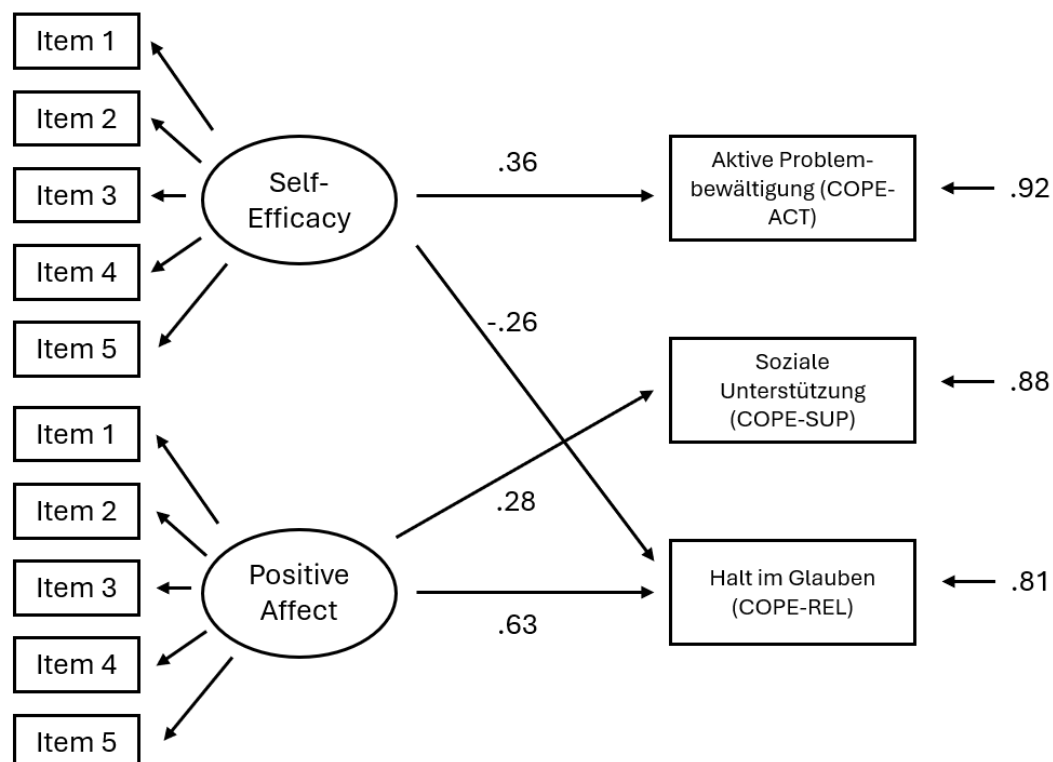 Item 1
Item 2
Item 3
Item 4
Item 5
Self-
Efficacy
.36
-.26
Aktive Problem-
bewältigung (COPE-
ACT)
.92
Soziale
Unterstützung
(COPE-SUP)
.88
Item 1
Item 2
Item 3
Item 4
Item 5
Positive
Affect
.28
.63
Halt im Glauben
(COPE-REL)
.81